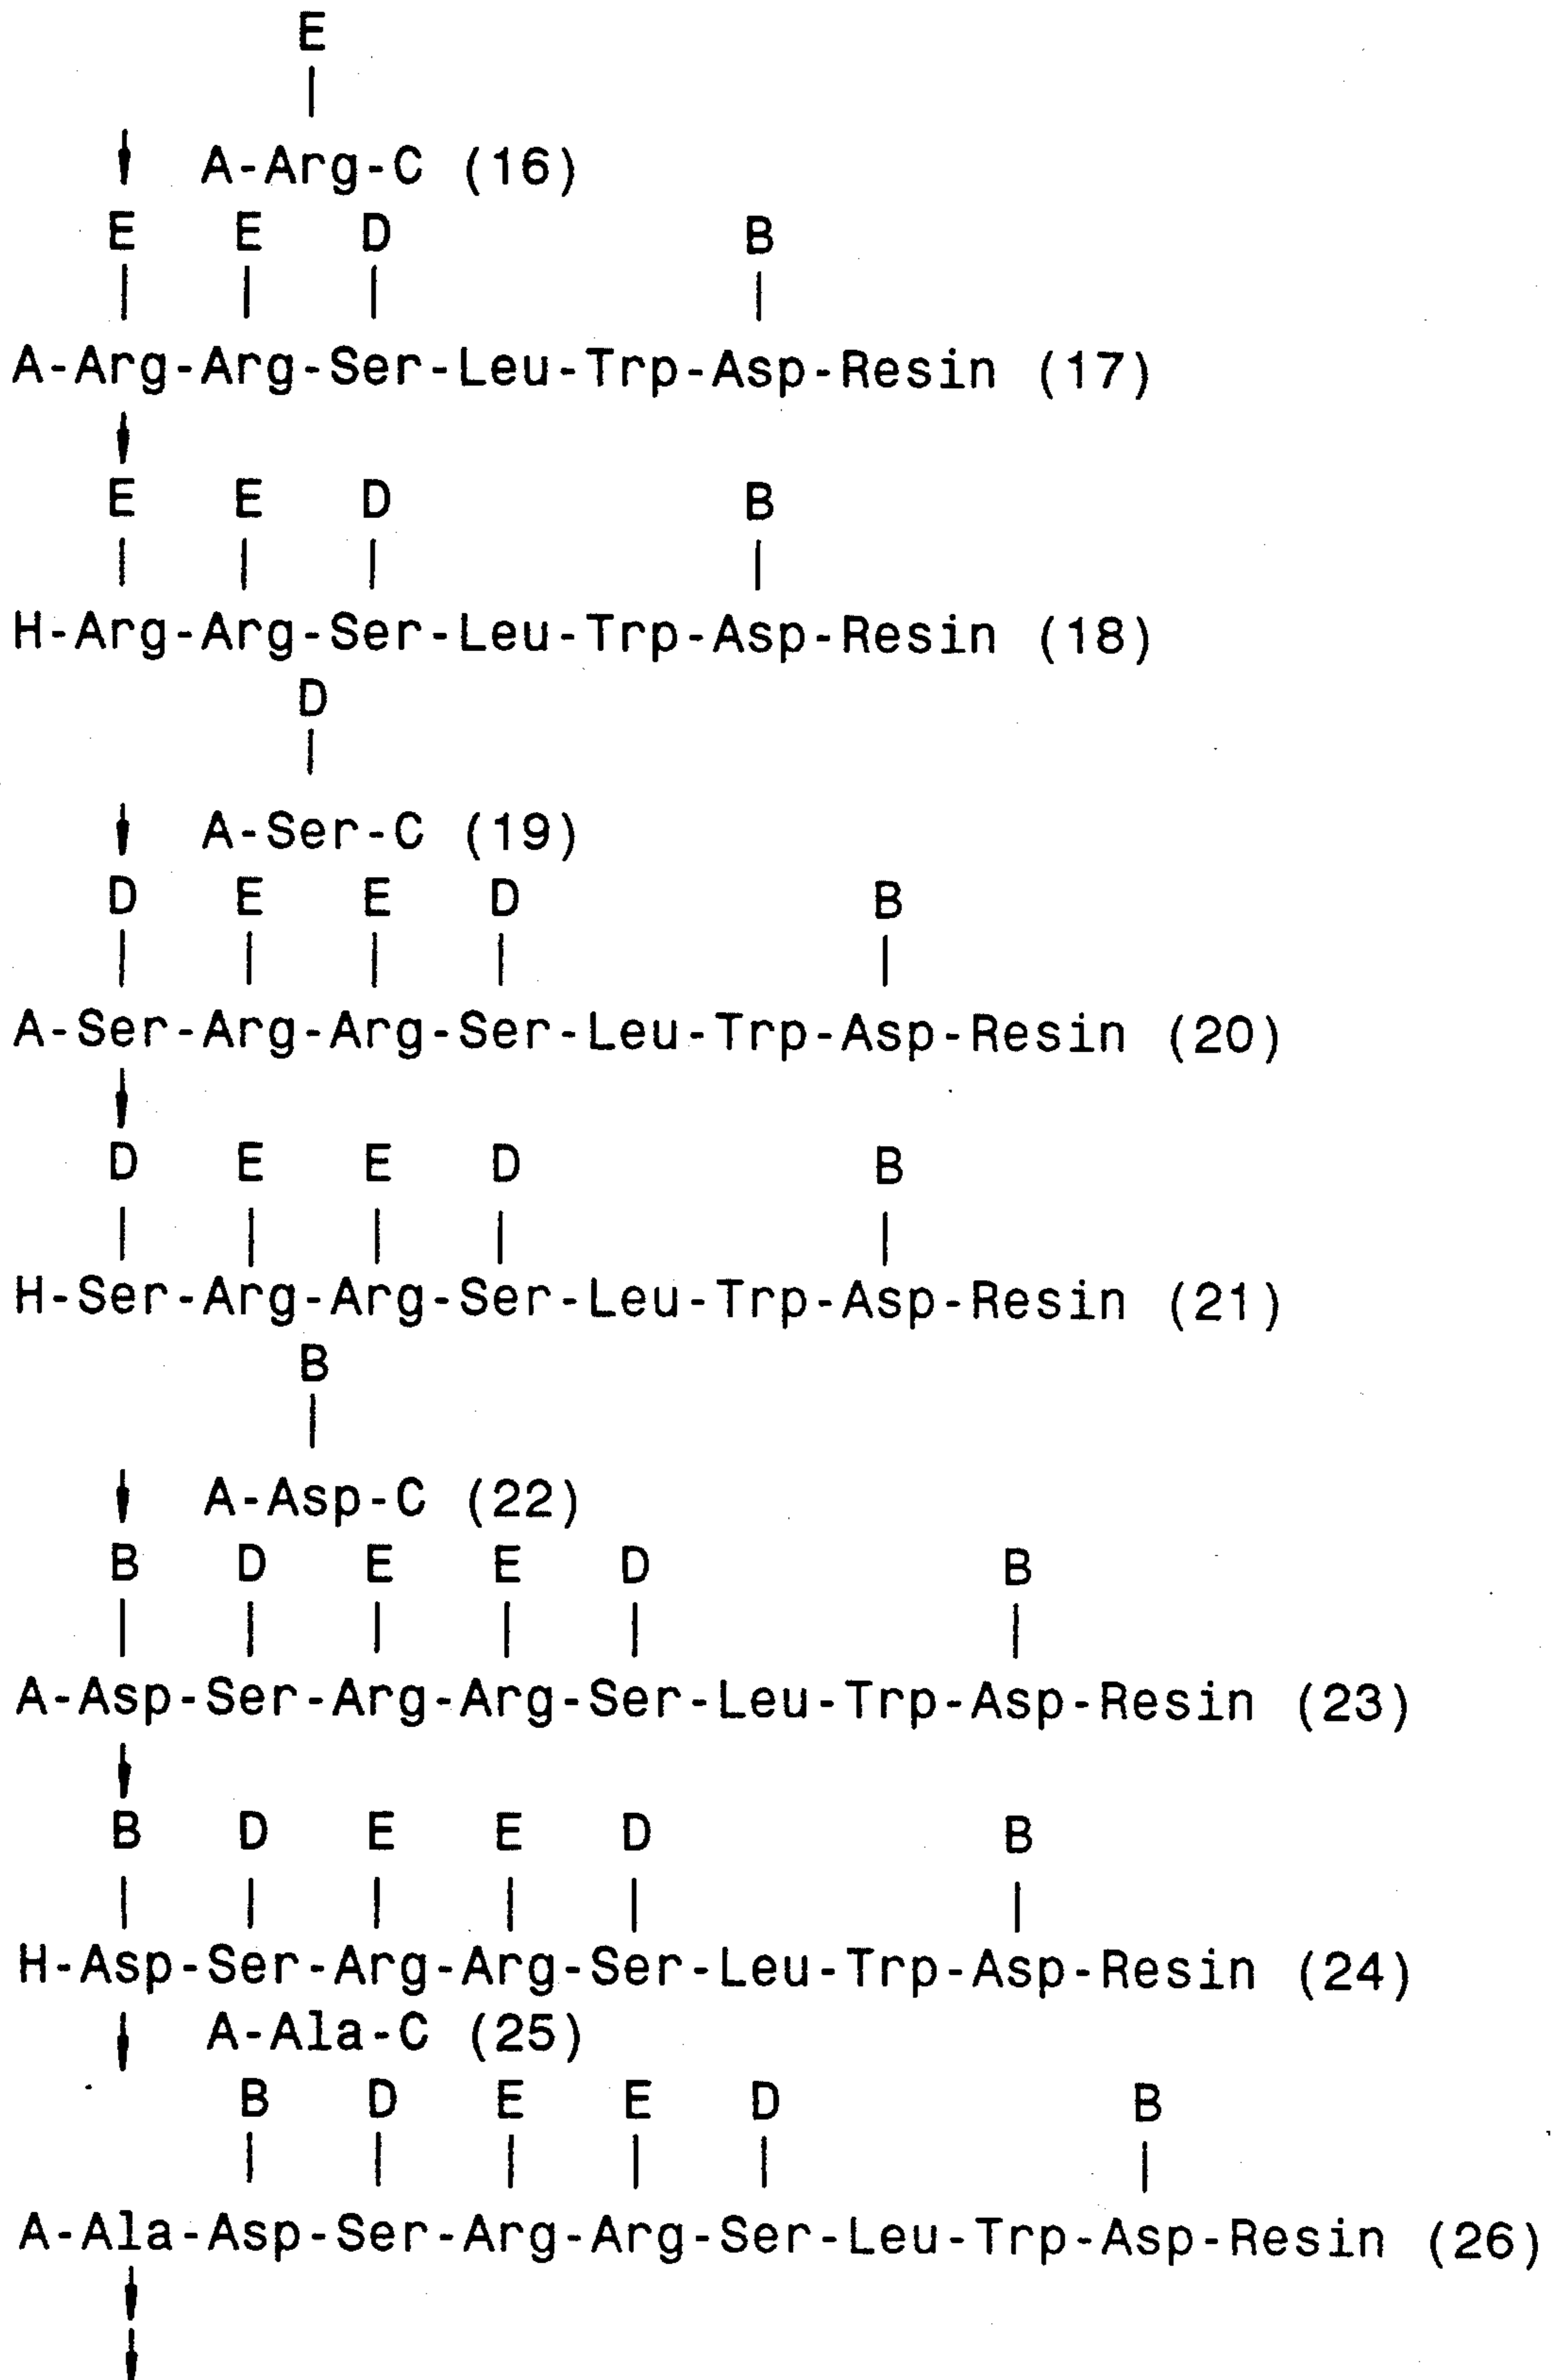 E
A-Arg-C (16)
E E D B
A-Arg-Arg-Ser-Leu-Trp-Asp-Resin (17)
E E D B
H-Arg-Arg-Ser-Leu-Trp-Asp-Resin (18)
D
A-Ser-C (19)
D E E D B
A-Ser-Arg-Arg-Ser-Leu-Trp-Asp-Resin (20)
D E E D B
H-Ser-Arg-Arg-Ser-Leu-Trp-Asp-Resin (21)
B
A-Asp-C (22)
B D E E D B
A-Asp-Ser-Arg-Arg-Ser-Leu-Trp-Asp-Resin (23)
B D E E D B
H-Asp-Ser-Arg-Arg-Ser-Leu-Trp-Asp-Resin (24)
A-Ala-C (25)
B D E E D B
A-Ala-Asp-Ser-Arg-Arg-Ser-Leu-Trp-Asp-Resin (26)